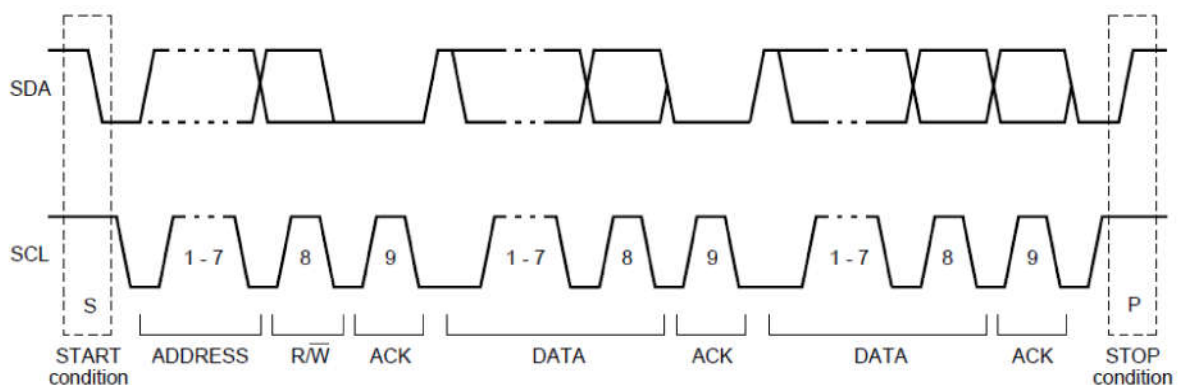 SDA
SCL
1 - 7
8
9
1 - 7
8
9
1 - 7
8
9
S
P
START
condition
ADDRESS
R/W̅
ACK
DATA
ACK
DATA
ACK
STOP
condition